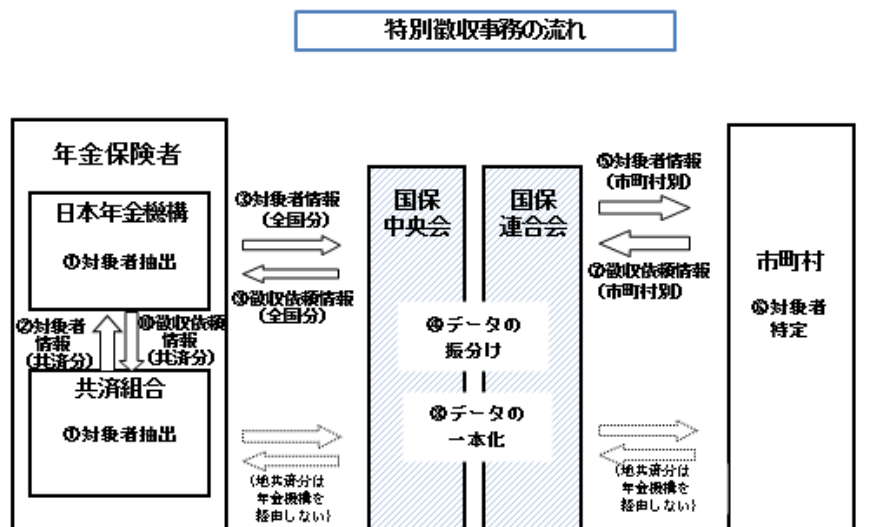 特別徴収事務の流れ
年金保険者
日本年金機構
①対象者抽出
②対象者
情報
(共済分)
⑩徴収依頼
情報
(共済分)
共済組合
①対象者抽出
③対象者情報
(全国分)
⑨徴収依頼情報
(全国分)
(地共済分は
年金機構を
経由しない)
国保
中央会
国保
連合会
④データの
振分け
⑧データの
一本化
⑤対象者情報
(市町村別)
⑦徴収依頼情報
(市町村別)
(地共済分は
年金機構を
経由しない)
市町村
⑥対象者
特定